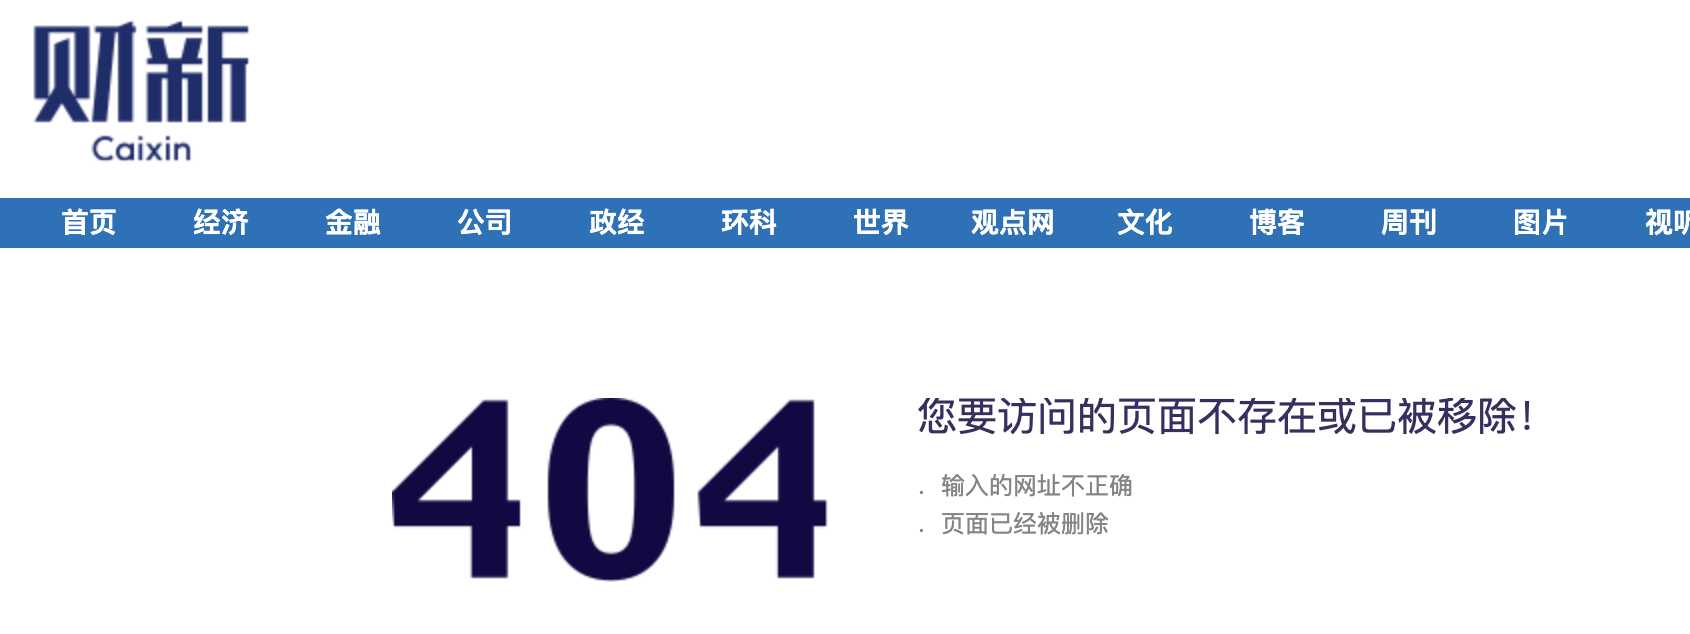 财新
Caixin
首页 经济 金融 公司 政经 环科 世界 观点网 文化 博客 周刊 图片 视听
404
您要访问的页面不存在或已被移除！
. 输入的网址不正确
. 页面已经被删除